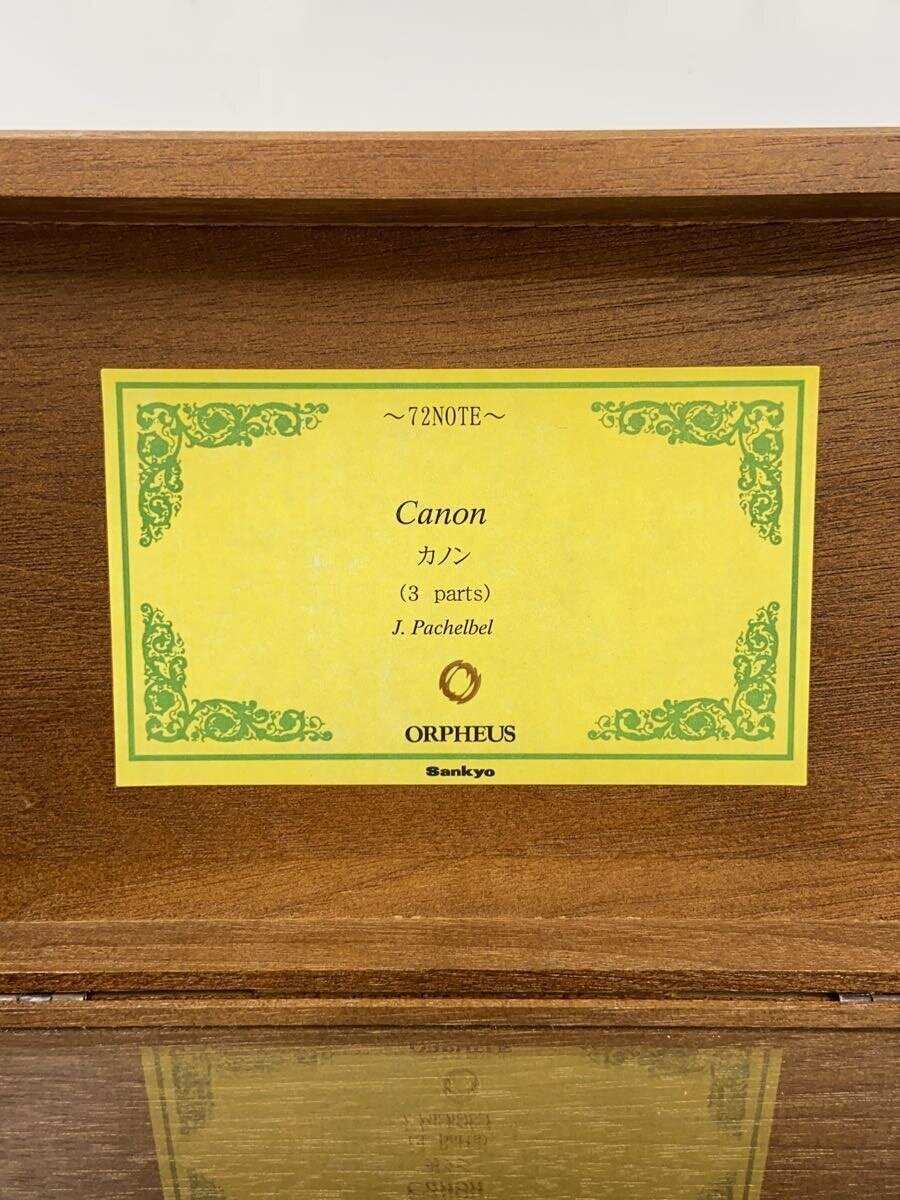 ～72NOTE～
Canon
カノン
(3 parts)
J. Pachelbel
ORPHEUS
Sankyo